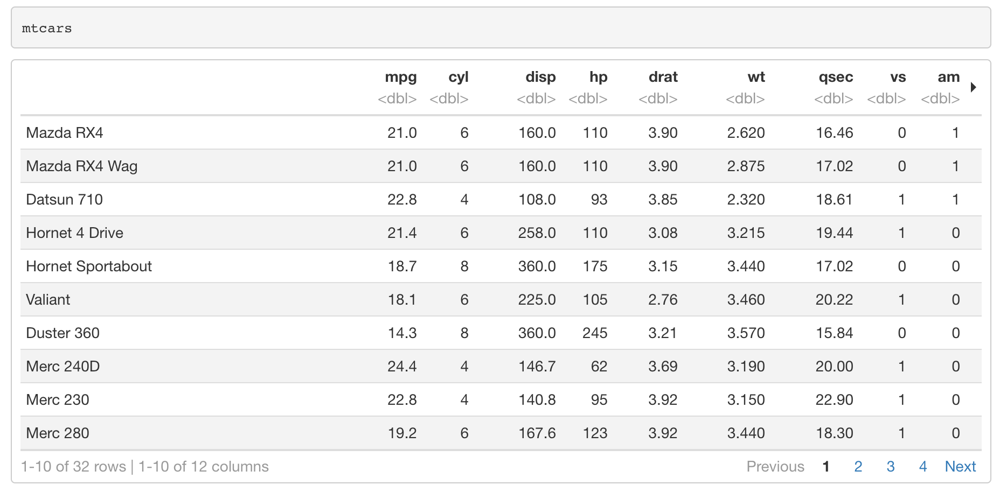 mtcars
mpg cyl disp hp drat wt qsec vs am
<dbl> <dbl> <dbl> <dbl> <dbl> <dbl> <dbl> <dbl> <dbl>
Mazda RX4 21.0 6 160.0 110 3.90 2.620 16.46 0 1
Mazda RX4 Wag 21.0 6 160.0 110 3.90 2.875 17.02 0 1
Datsun 710 22.8 4 108.0 93 3.85 2.320 18.61 1 1
Hornet 4 Drive 21.4 6 258.0 110 3.08 3.215 19.44 1 0
Hornet Sportabout 18.7 8 360.0 175 3.15 3.440 17.02 0 0
Valiant 18.1 6 225.0 105 2.76 3.460 20.22 1 0
Duster 360 14.3 8 360.0 245 3.21 3.570 15.84 0 0
Merc 240D 24.4 4 146.7 62 3.69 3.190 20.00 1 0
Merc 230 22.8 4 140.8 95 3.92 3.150 22.90 1 0
Merc 280 19.2 6 167.6 123 3.92 3.440 18.30 1 0
1-10 of 32 rows | 1-10 of 12 columns Previous 1 2 3 4 Next